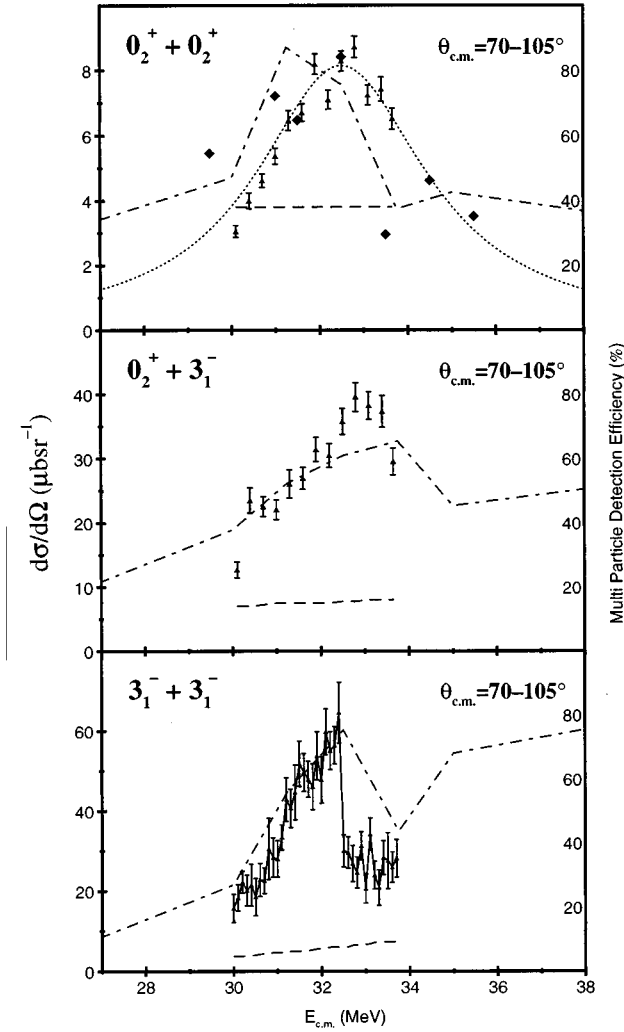 0₂⁺ + 0₂⁺
θc.m.=70–105°
8
6
4
2
0
80
60
40
20
0₂⁺ + 3₁⁻
θc.m.=70–105°
40
30
20
10
0
80
60
40
20
3₁⁻ + 3₁⁻
θc.m.=70–105°
60
40
20
0
80
60
40
20
28 30 32 34 36 38
Ec.m. (MeV)
dσ/dΩ (μbsr⁻¹)
Multi Particle Detection Efficiency (%)